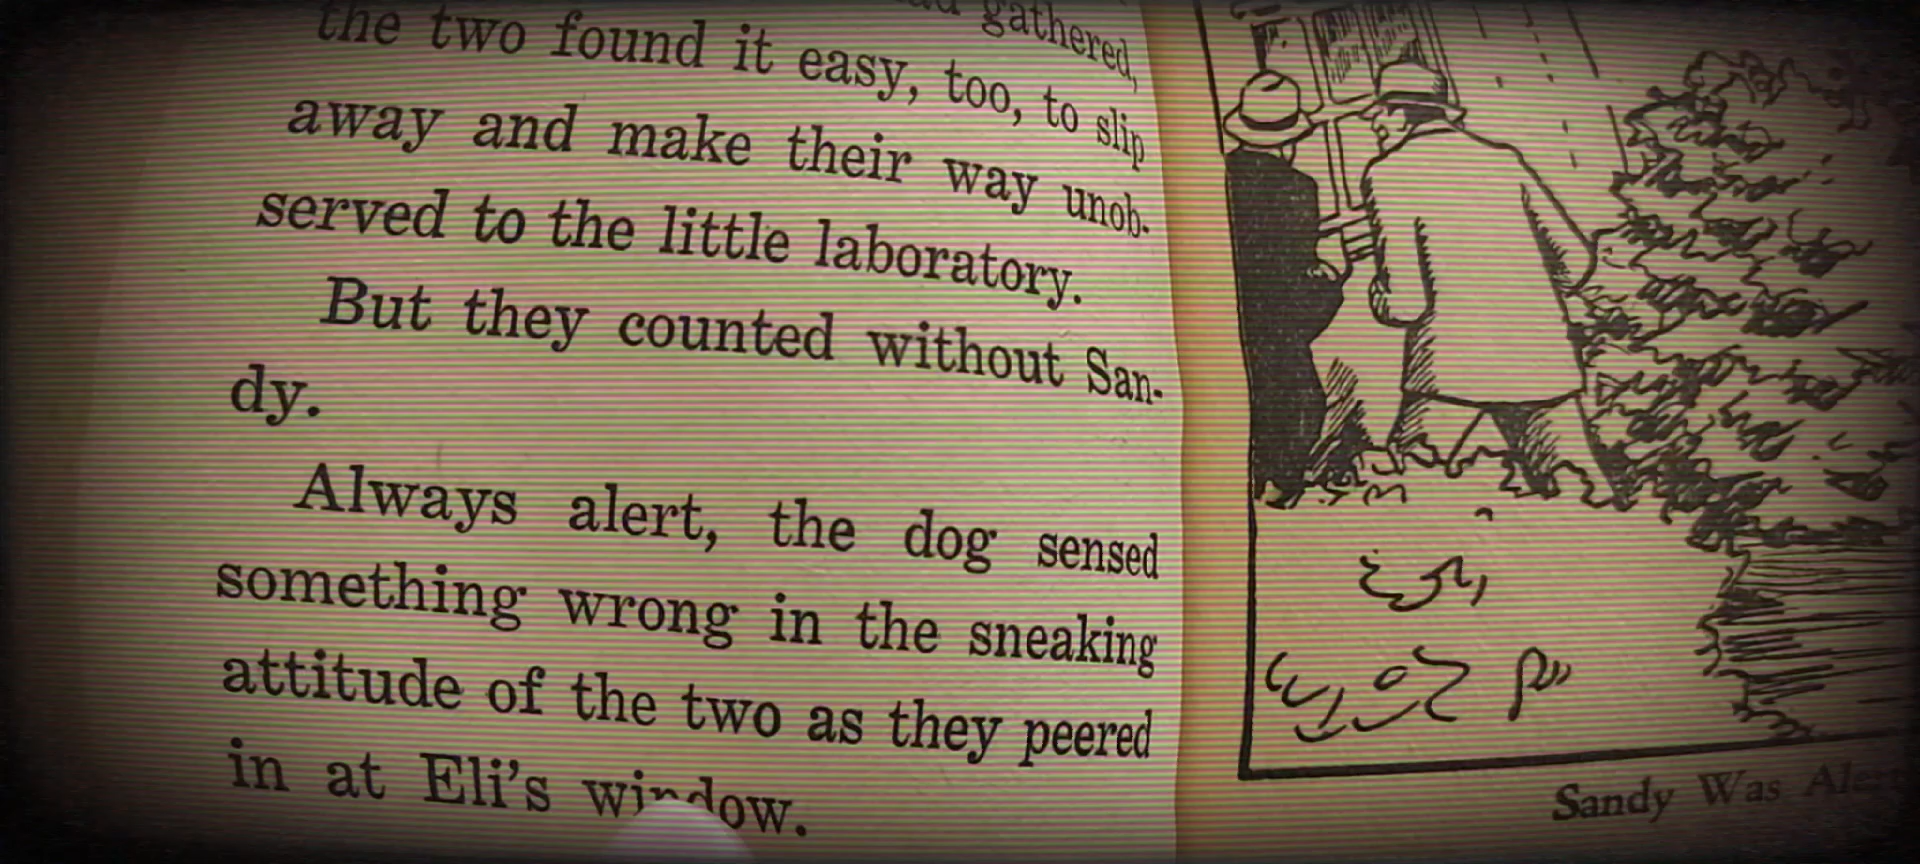 gathered,
the two found it easy, too, to slip
away and make their way unob-
served to the little laboratory.
But they counted without San-
dy.
Always alert, the dog sensed
something wrong in the sneaking
attitude of the two as they peered
in at Eli's window.
Sandy Was